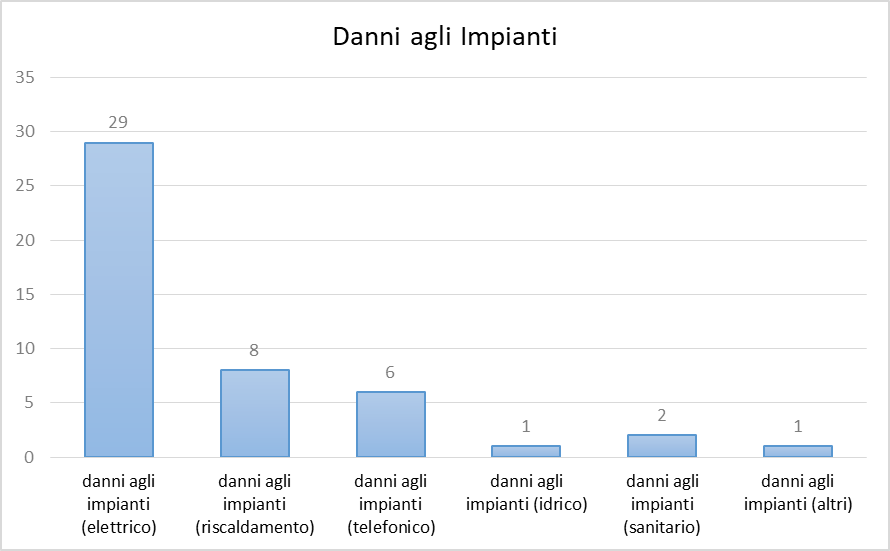 Danni agli Impianti
35
30
25
20
15
10
5
0
29
8
6
1
2
1
danni agli
impianti
(elettrico)
danni agli
impianti
(riscaldamento)
danni agli
impianti
(telefonico)
danni agli
impianti (idrico)
danni agli
impianti
(sanitario)
danni agli
impianti (altri)